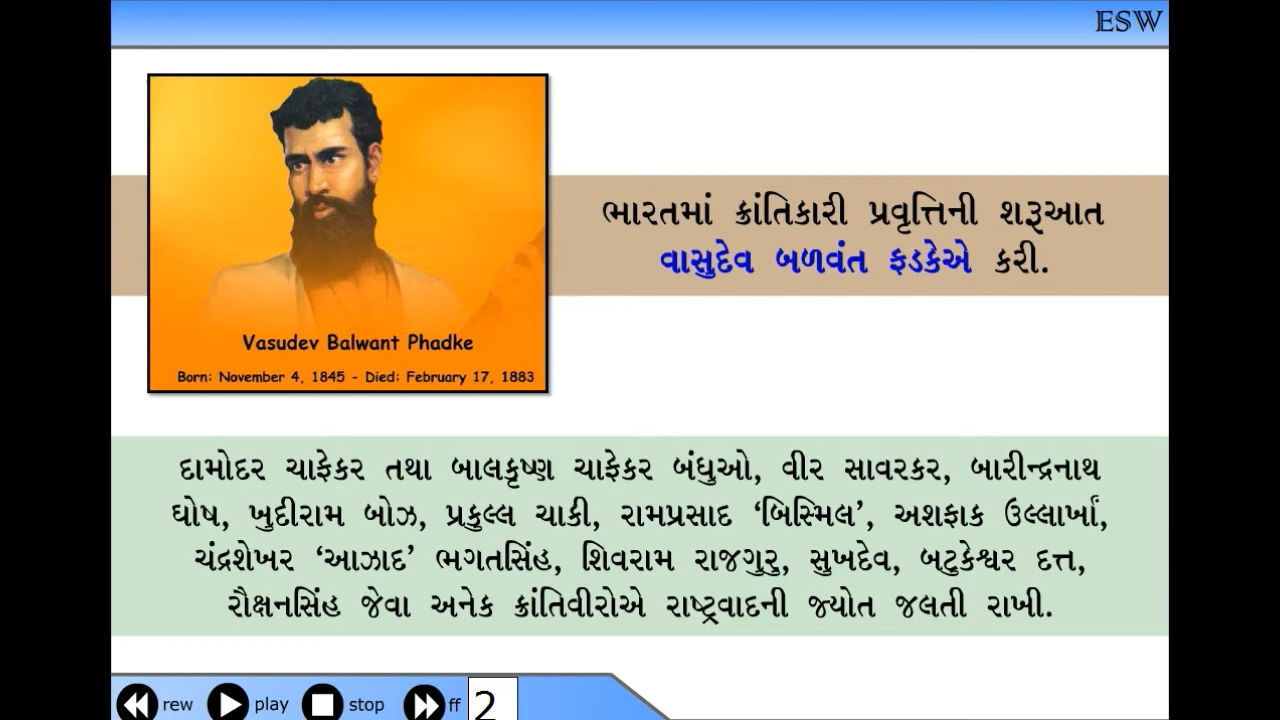 ESW
ભારતમાં ક્રાંતિકારી પ્રવૃત્તિની શરૂઆત
વાસુદેવ બળવંત ફડકેએ કરી.
Vasudev Balwant Phadke
Born: November 4, 1845 - Died: February 17, 1883
દામોદર ચાફેકર તથા બાલકૃષ્ણ ચાફેકર બંધુઓ, વીર સાવરકર, બારીન્દ્રનાથ
ઘોષ, ખુદીરામ બોઝ, પ્રફુલ્લ ચાકી, રામપ્રસાદ ‘બિસ્મિલ’, અશફાક ઉલ્લાખાઁ,
ચંદ્રશેખર ‘આઝાદ’ ભગતસિંહ, શિવરામ રાજગુરુ, સુખદેવ, બટુકેશ્વર દત્ત,
રૌક્ષનસિંહ જેવા અનેક ક્રાંતિવીરોએ રાષ્ટ્રવાદની જ્યોત જલતી રાખી.
rew play stop ff 2